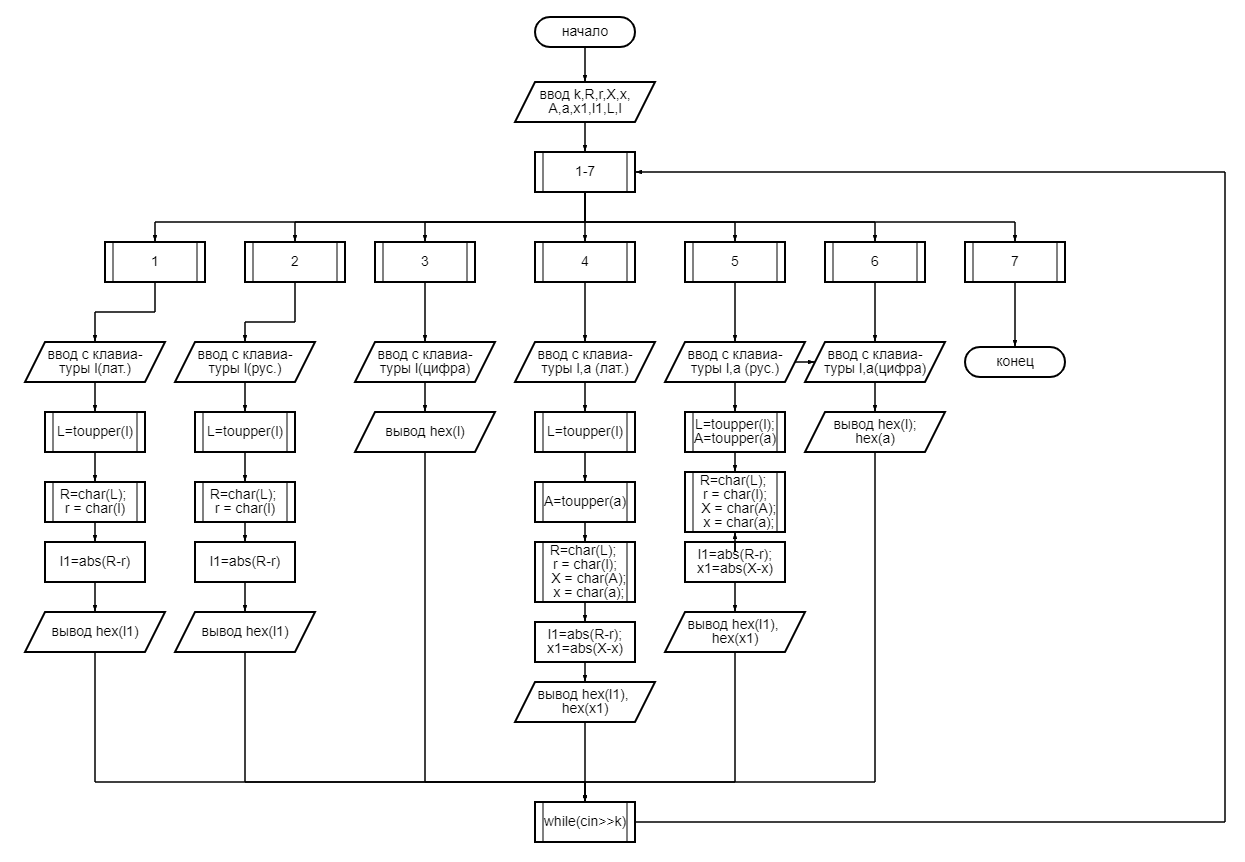 начало
ввод k,R,r,X,x,
A,a,x1,l1,L,l
1-7
1
2
3
4
5
6
7
ввод с клавиа-
туры l(лат.)
ввод с клавиа-
туры l(рус.)
ввод с клавиа-
туры l(цифра)
ввод с клавиа-
туры l,a (лат.)
ввод с клавиа-
туры l,a (рус.)
ввод с клавиа-
туры l,a(цифра)
конец
L=toupper(l)
L=toupper(l)
вывод hex(l)
L=toupper(l)
L=toupper(l);
A=toupper(a)
вывод hex(l);
hex(a)
R=char(L);
r = char(l)
R=char(L);
r = char(l)
A=toupper(a)
R=char(L);
r = char(l);
X = char(A);
x = char(a);
l1=abs(R-r)
l1=abs(R-r)
R=char(L);
r = char(l);
X = char(A);
x = char(a);
l1=abs(R-r);
x1=abs(X-x)
вывод hex(l1)
вывод hex(l1)
l1=abs(R-r);
x1=abs(X-x)
вывод hex(l1),
hex(x1)
вывод hex(l1),
hex(x1)
while(cin>>k)